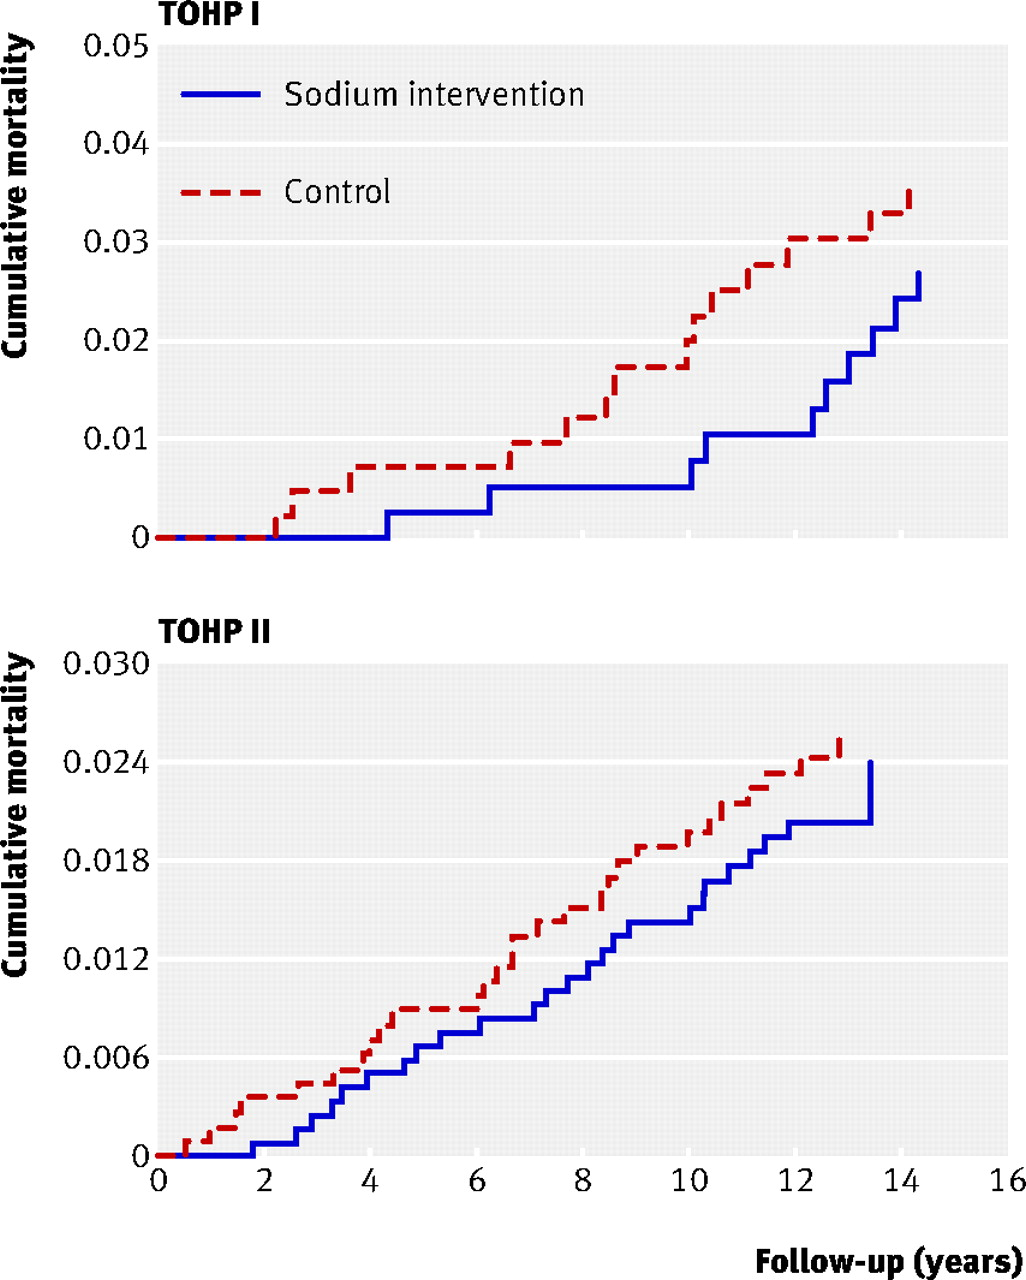 TOHP I
Cumulative mortality
0.05
0.04
0.03
0.02
0.01
0
Sodium intervention
Control
TOHP II
Cumulative mortality
0.030
0.024
0.018
0.012
0.006
0
0 2 4 6 8 10 12 14 16
Follow-up (years)